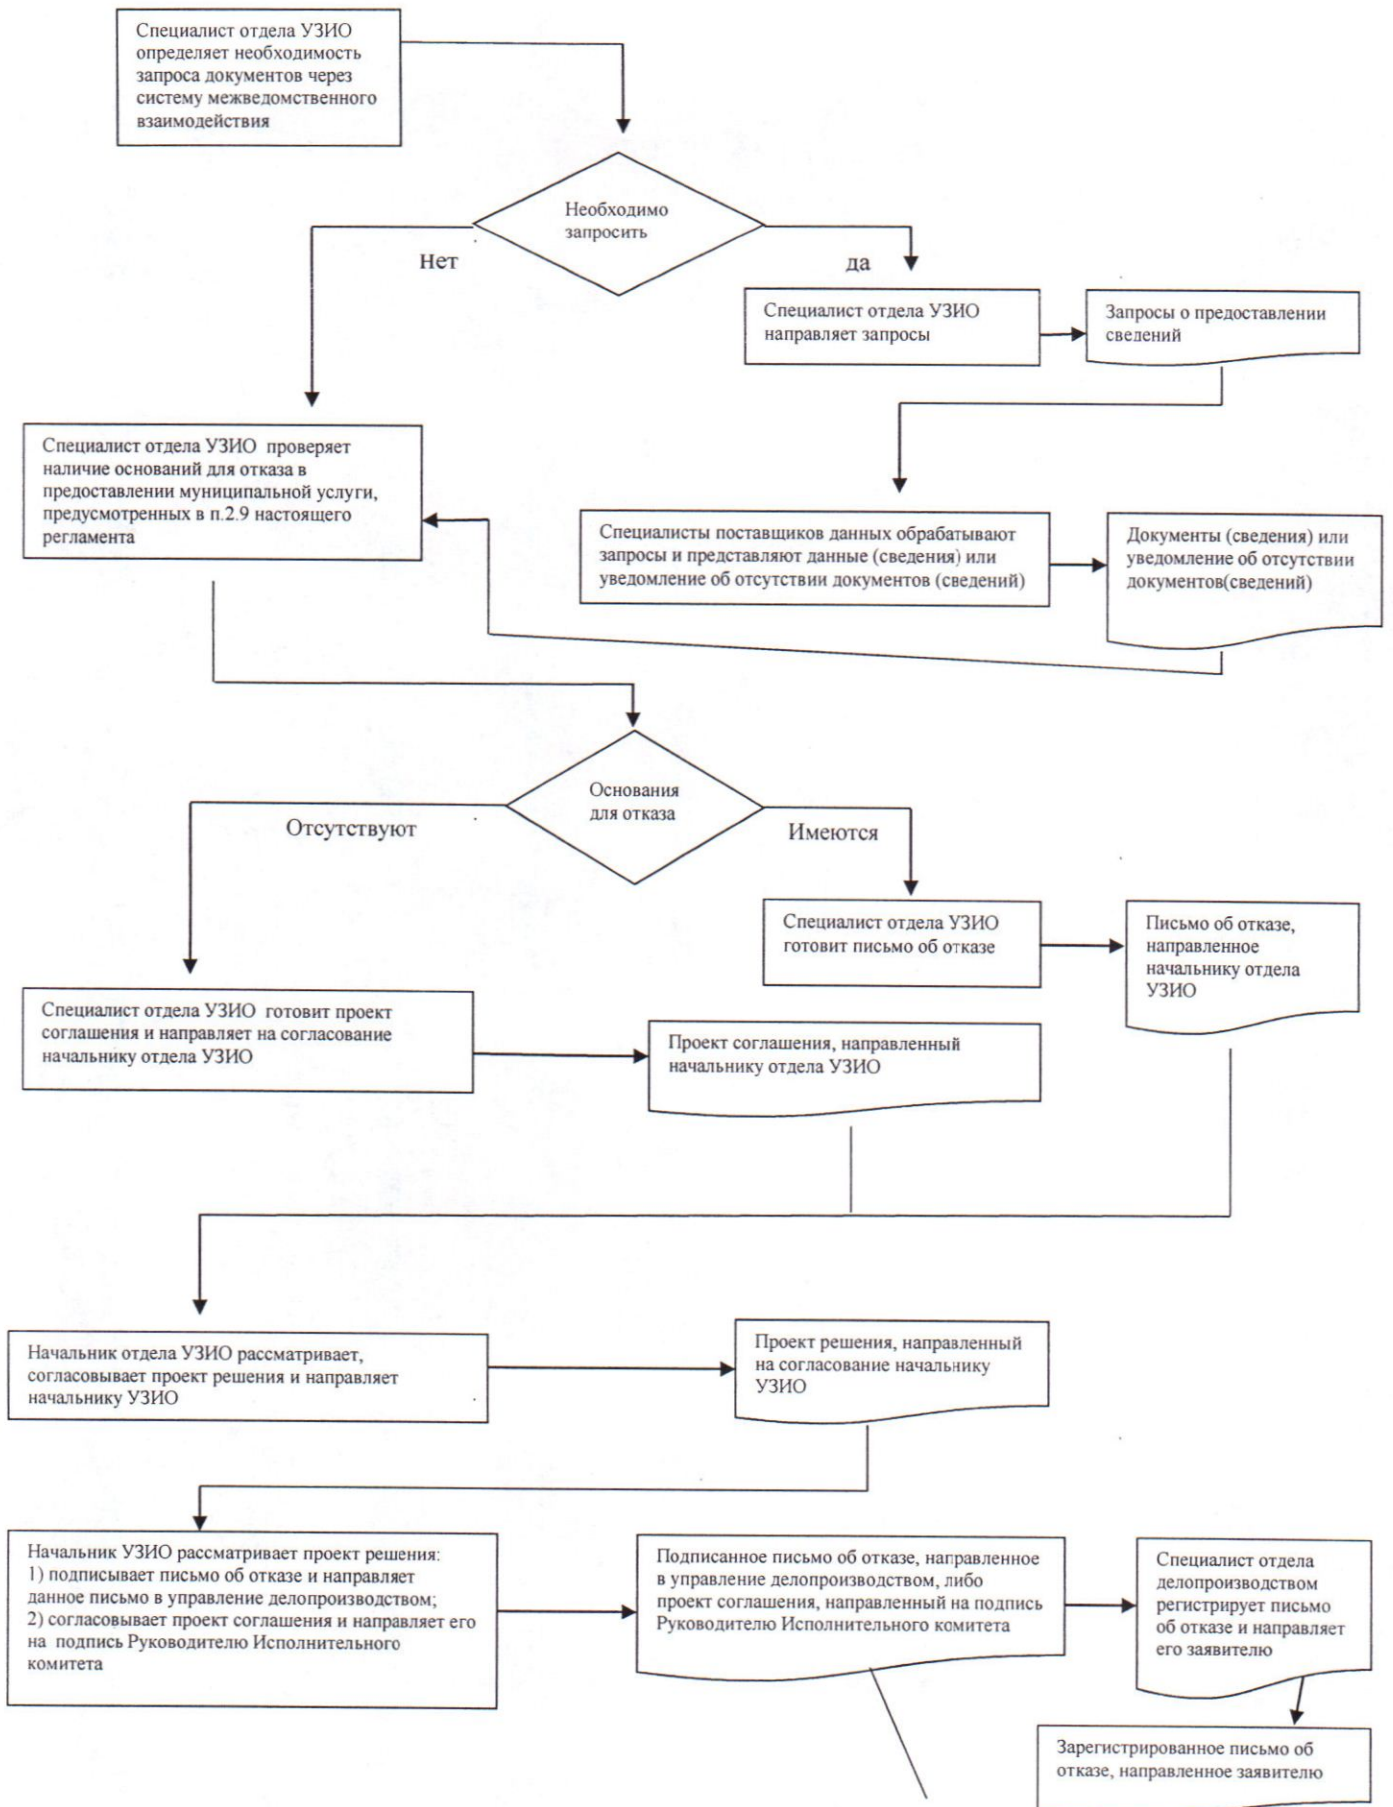 Специалист отдела УЗИО
определяет необходимость
запроса документов через
систему межведомственного
взаимодействия
Необходимо
запросить
Нет
да
Специалист отдела УЗИО
направляет запросы
Запросы о предоставлении
сведений
Специалист отдела УЗИО проверяет
наличие оснований для отказа в
предоставлении муниципальной услуги,
предусмотренных в п.2.9 настоящего
регламента
Специалисты поставщиков данных обрабатывают
запросы и представляют данные (сведения) или
уведомление об отсутствии документов (сведений)
Документы (сведения) или
уведомление об отсутствии
документов(сведений)
Основания
для отказа
Отсутствуют
Имеются
Специалист отдела УЗИО
готовит письмо об отказе
Письмо об отказе,
направленное
начальнику отдела
УЗИО
Специалист отдела УЗИО готовит проект
соглашения и направляет на согласование
начальнику отдела УЗИО
Проект соглашения, направленный
начальнику отдела УЗИО
Начальник отдела УЗИО рассматривает,
согласовывает проект решения и направляет
начальнику УЗИО
Проект решения, направленный
на согласование начальнику
УЗИО
Начальник УЗИО рассматривает проект решения:
1) подписывает письмо об отказе и направляет
данное письмо в управление делопроизводством;
2) согласовывает проект соглашения и направляет его
на подпись Руководителю Исполнительного
комитета
Подписанное письмо об отказе, направленное
в управление делопроизводством, либо
проект соглашения, направленный на подпись
Руководителю Исполнительного комитета
Специалист отдела
делопроизводством
регистрирует письмо
об отказе и направляет
его заявителю
Зарегистрированное письмо об
отказе, направленное заявителю